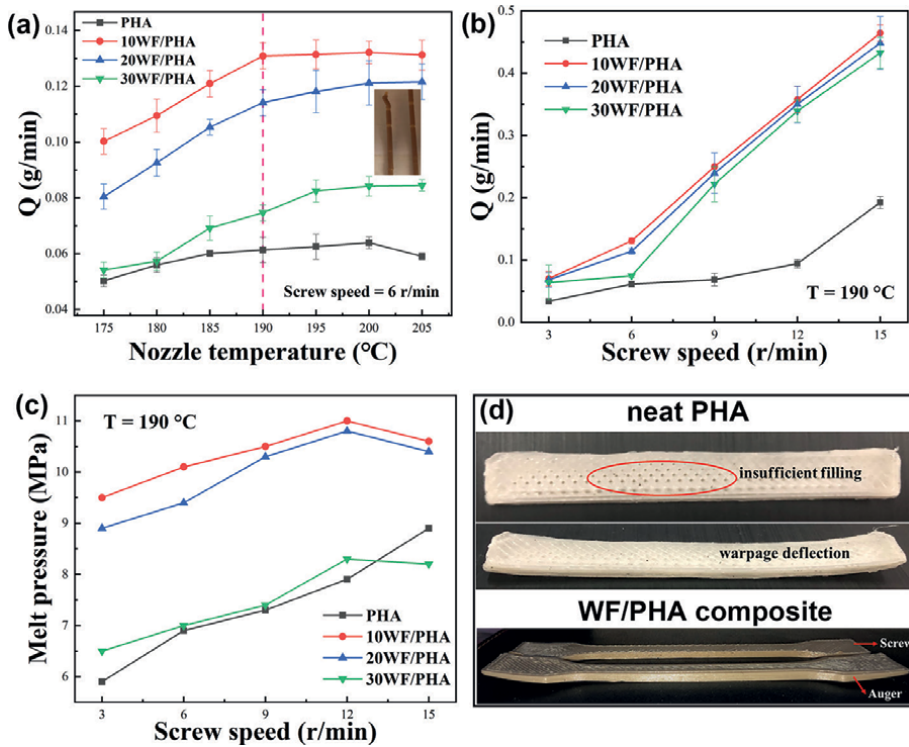 (a)
PHA
10WF/PHA
20WF/PHA
30WF/PHA
Q (g/min)
0.14
0.12
0.10
0.08
0.06
0.04
Screw speed = 6 r/min
175 180 185 190 195 200 205
Nozzle temperature (°C)
(b)
PHA
10WF/PHA
20WF/PHA
30WF/PHA
Q (g/min)
0.5
0.4
0.3
0.2
0.1
0.0
T = 190 °C
3 6 9 12 15
Screw speed (r/min)
(c)
T = 190 °C
Melt pressure (MPa)
11
10
9
8
7
6
PHA
10WF/PHA
20WF/PHA
30WF/PHA
3 6 9 12 15
Screw speed (r/min)
(d)
neat PHA
insufficient filling
warpage deflection
WF/PHA composite
Screw
Auger